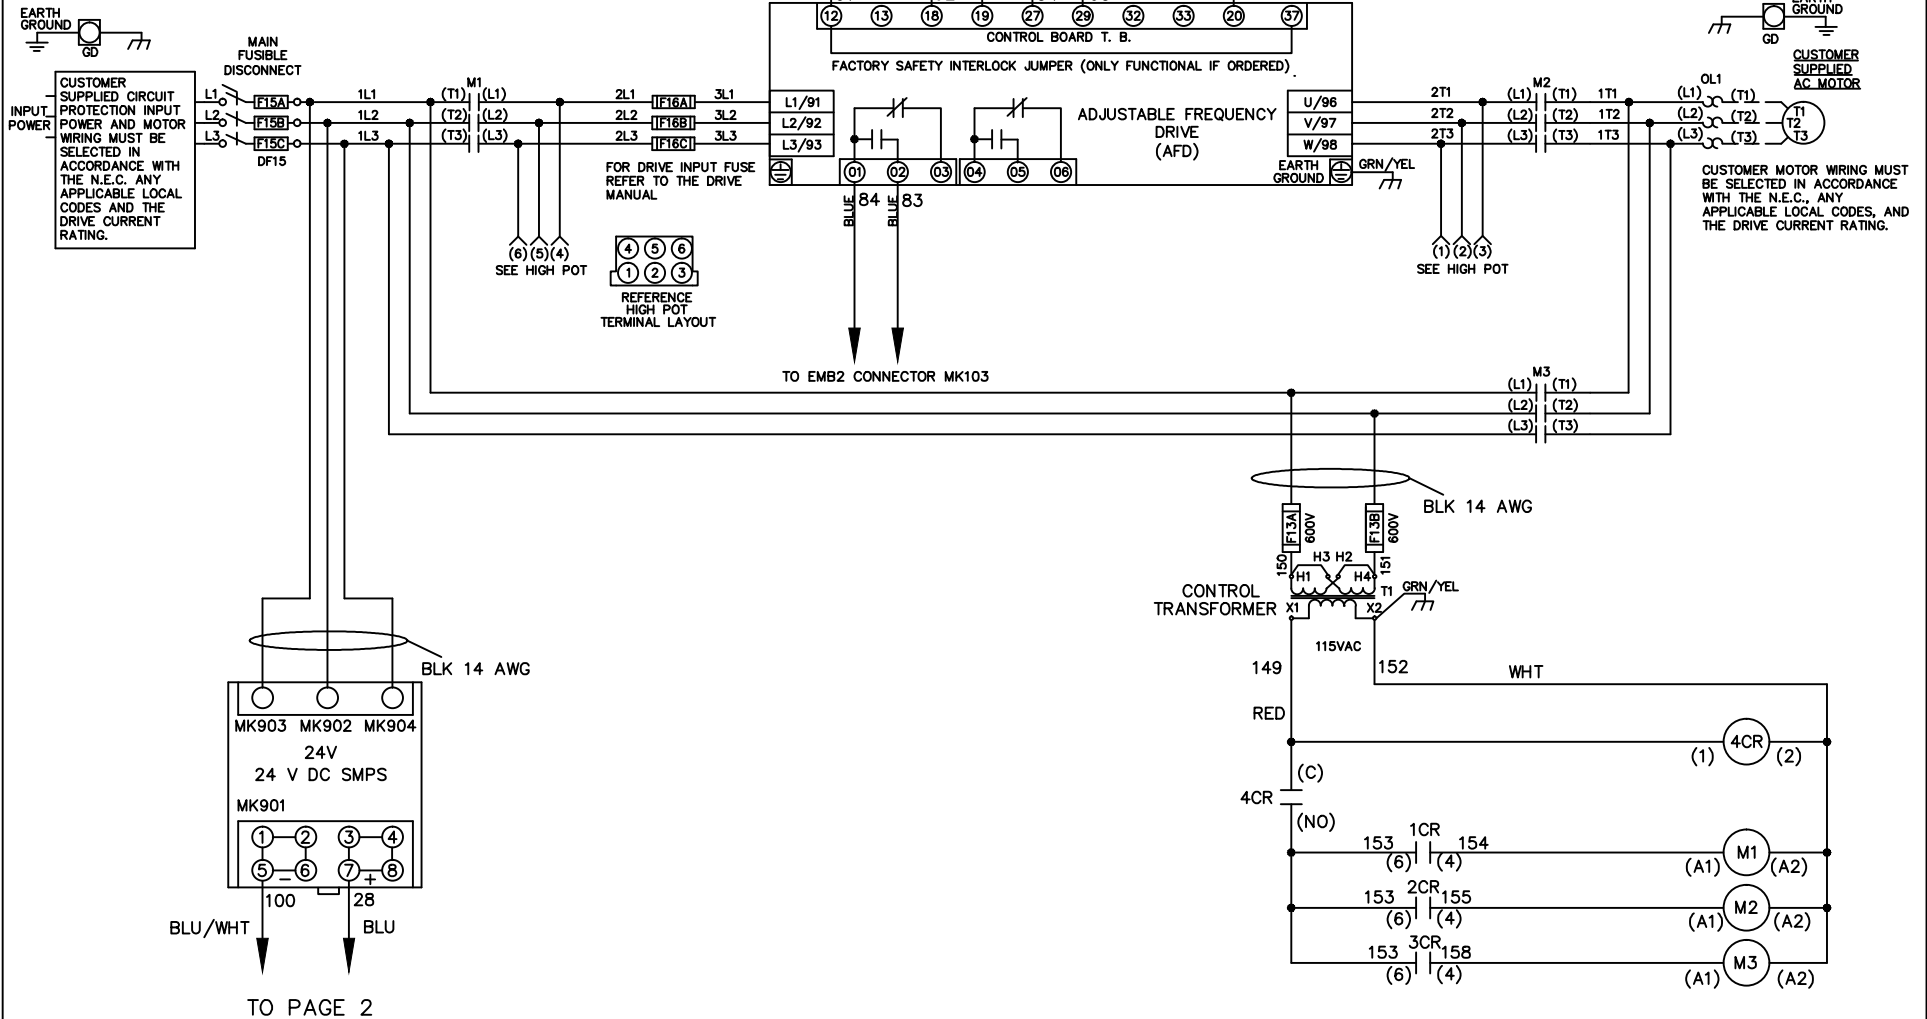 EARTH
GROUND
GD
MAIN
FUSIBLE
DISCONNECT
INPUT
POWER
CUSTOMER
SUPPLIED CIRCUIT
PROTECTION INPUT
POWER AND MOTOR
WIRING MUST BE
SELECTED IN
ACCORDANCE WITH
THE N.E.C. ANY
APPLICABLE LOCAL
CODES AND THE
DRIVE CURRENT
RATING.
L1 F15A 1L1 (T1) M1 (L1) 2L1 F16A 3L1
L2 F15B 1L2 (T2) (L2) 2L2 F16B 3L2
L3 F15C 1L3 (T3) (L3) 2L3 F16C 3L3
DF15
FOR DRIVE INPUT FUSE
REFER TO THE DRIVE
MANUAL
(6) (5) (4)
SEE HIGH POT
4 5 6
1 2 3
REFERENCE
HIGH POT
TERMINAL LAYOUT
12 13 18 19 27 29 32 33 20 37
CONTROL BOARD T. B.
FACTORY SAFETY INTERLOCK JUMPER (ONLY FUNCTIONAL IF ORDERED)
L1/91
L2/92
L3/93
ADJUSTABLE FREQUENCY
DRIVE
(AFD)
U/96
V/97
W/98
01 02 03 04 05 06
EARTH
GROUND
GRN/YEL
BLUE 84 BLUE 83
TO EMB2 CONNECTOR MK103
2T1 (L1) M2 (T1) 1T1 (L1) OL1 (T1)
2T2 (L2) (T2) 1T2 (L2) (T2)
2T3 (L3) (T3) 1T3 (L3) (T3)
T1
T2
T3
GROUND
GD
CUSTOMER
SUPPLIED
AC MOTOR
CUSTOMER MOTOR WIRING MUST
BE SELECTED IN ACCORDANCE
WITH THE N.E.C., ANY
APPLICABLE LOCAL CODES, AND
THE DRIVE CURRENT RATING.
(1) (2) (3)
SEE HIGH POT
M3
(L1) (T1)
(L2) (T2)
(L3) (T3)
BLK 14 AWG
F13A 600V F13B 600V
150 H3 H2 151
H1 H4
CONTROL
TRANSFORMER
T1
GRN/YEL
X1 X2
115VAC
149 152 WHT
RED
4CR
(1) (2)
(C)
4CR
(NO)
153 1CR 154 M1
(6) (4) (A1) (A2)
153 2CR 155 M2
(6) (4) (A1) (A2)
153 3CR 158 M3
(6) (4) (A1) (A2)
BLK 14 AWG
MK903 MK902 MK904
24V
24 V DC SMPS
MK901
1 2 3 4
5 6 7 8
− +
100 28
BLU/WHT BLU
TO PAGE 2